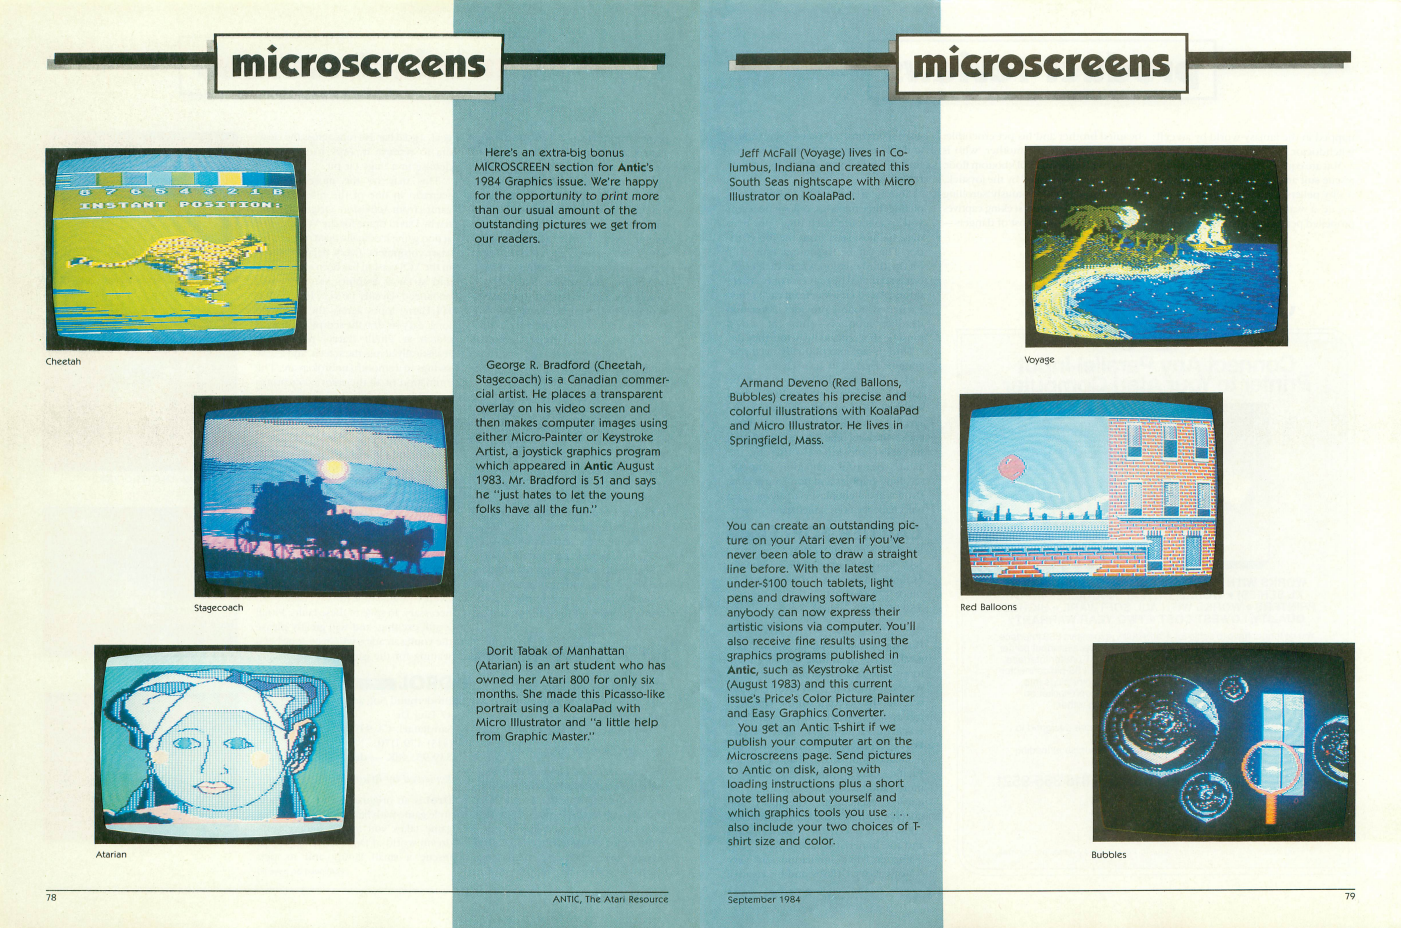 microscreens
8 7 6 5 4 3 2 1 B
INSTANT POSITION:
Cheetah
Stagecoach
Atarian
Here's an extra-big bonus
MICROSCREEN section for Antic's
1984 Graphics issue. We're happy
for the opportunity to print more
than our usual amount of the
outstanding pictures we get from
our readers.
George R. Bradford (Cheetah,
Stagecoach) is a Canadian commer-
cial artist. He places a transparent
overlay on his video screen and
then makes computer images using
either Micro-Painter or Keystroke
Artist, a joystick graphics program
which appeared in Antic August
1983. Mr. Bradford is 51 and says
he "just hates to let the young
folks have all the fun."
Dorit Tabak of Manhattan
(Atarian) is an art student who has
owned her Atari 800 for only six
months. She made this Picasso-like
portrait using a KoalaPad with
Micro Illustrator and "a little help
from Graphic Master."
78
ANTIC, The Atari Resource
microscreens
Jeff McFall (Voyage) lives in Co-
lumbus, Indiana and created this
South Seas nightscape with Micro
Illustrator on KoalaPad.
Armand Deveno (Red Ballons,
Bubbles) creates his precise and
colorful illustrations with KoalaPad
and Micro Illustrator. He lives in
Springfield, Mass.
You can create an outstanding pic-
ture on your Atari even if you've
never been able to draw a straight
line before. With the latest
under-$100 touch tablets, light
pens and drawing software
anybody can now express their
artistic visions via computer. You'll
also receive fine results using the
graphics programs published in
Antic, such as Keystroke Artist
(August 1983) and this current
issue's Price's Color Picture Painter
and Easy Graphics Converter.
You get an Antic T-shirt if we
publish your computer art on the
Microscreens page. Send pictures
to Antic on disk, along with
loading instructions plus a short
note telling about yourself and
which graphics tools you use . . .
also include your two choices of T-
shirt size and color.
Voyage
Red Balloons
Bubbles
September 1984
79